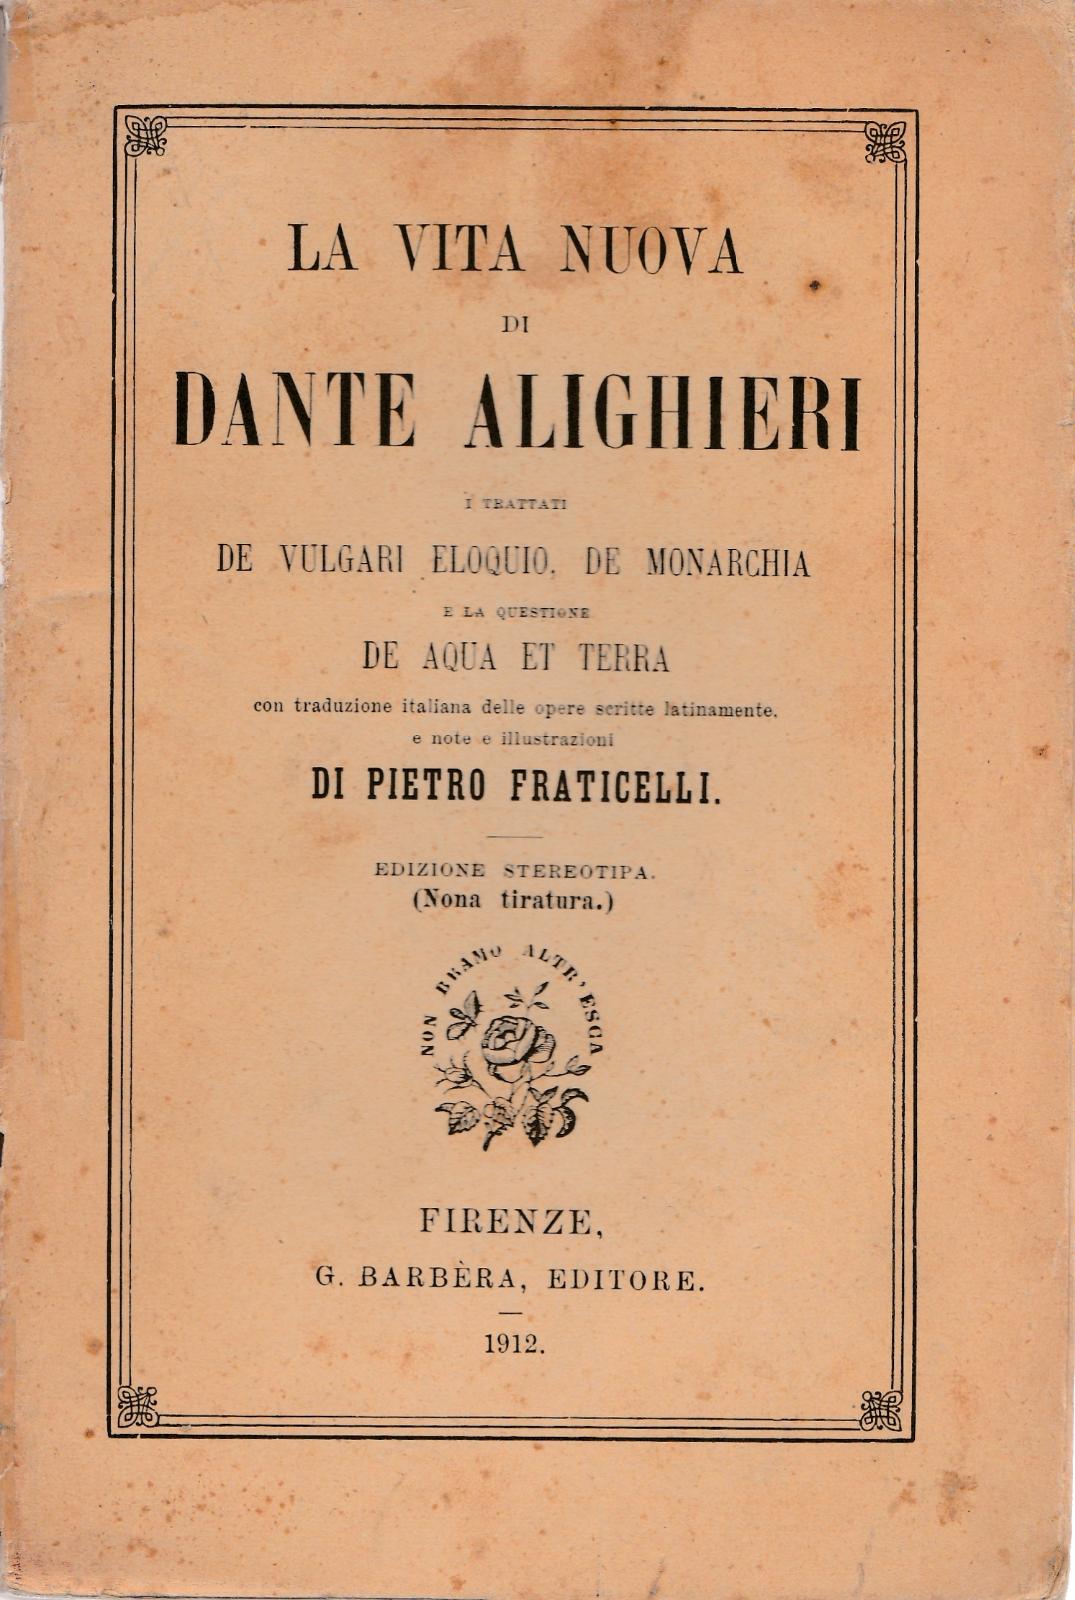 LA VITA NUOVA
DI
DANTE ALIGHIERI
I TRATTATI
DE VULGARI ELOQUIO, DE MONARCHIA
E LA QUESTIONE
DE AQUA ET TERRA
con traduzione italiana delle opere scritte latinamente,
e note e illustrazioni
DI PIETRO FRATICELLI.
EDIZIONE STEREOTIPA.
(Nona tiratura.)
NON BRAMO ALTR'ESCA
FIRENZE,
G. BARBÈRA, EDITORE.
1912.